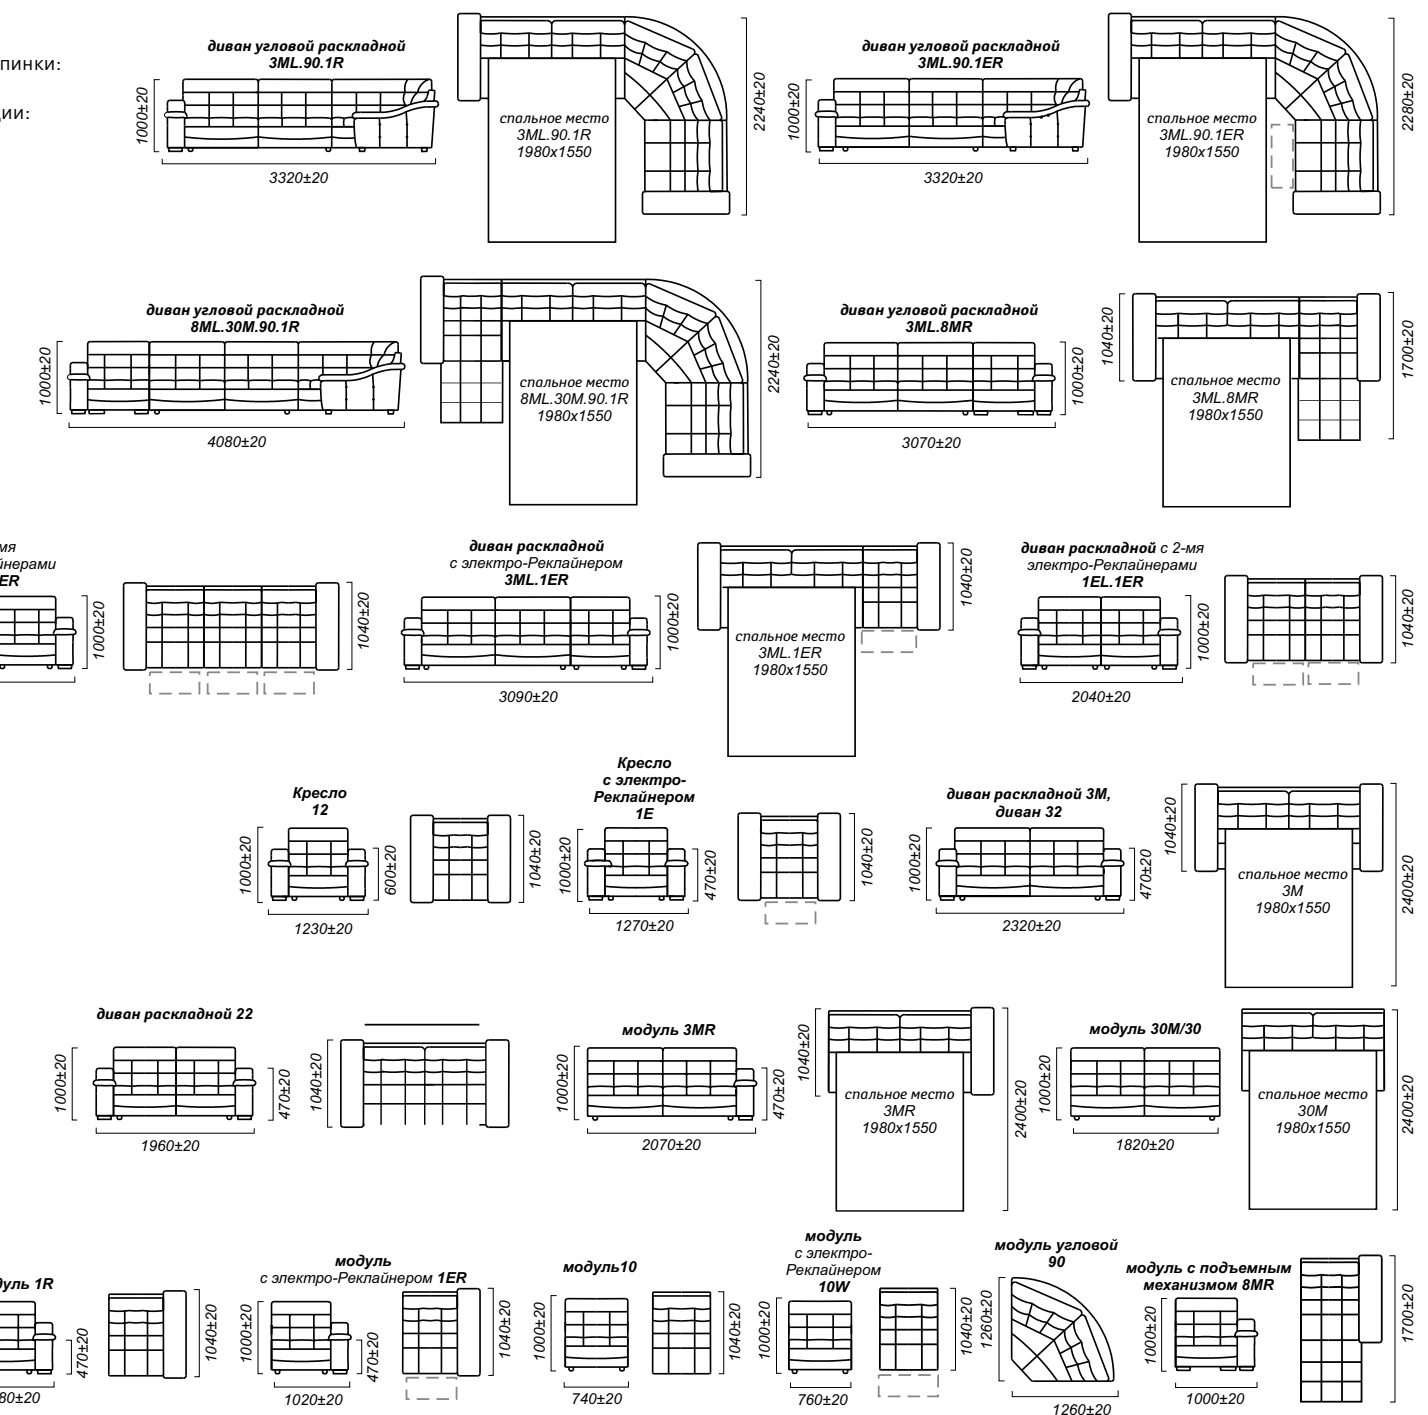 пинки:
ции:
диван угловой раскладной
3ML.90.1R
1000±20
3320±20
спальное место
3ML.90.1R
1980x1550
2240±20
диван угловой раскладной
3ML.90.1ER
1000±20
3320±20
спальное место
3ML.90.1ER
1980x1550
2280±20
диван угловой раскладной
8ML.30M.90.1R
1000±20
4080±20
спальное место
8ML.30M.90.1R
1980x1550
2240±20
диван угловой раскладной
3ML.8MR
1000±20
3070±20
1040±20
спальное место
3ML.8MR
1980x1550
1700±20
мя
йнерами
ER
1000±20
1040±20
диван раскладной
с электро-Реклайнером
3ML.1ER
1000±20
3090±20
спальное место
3ML.1ER
1980x1550
1040±20
диван раскладной с 2-мя
электро-Реклайнерами
1EL.1ER
1000±20
2040±20
1040±20
Кресло
12
1000±20
600±20
1230±20
1040±20
Кресло
с электро-
Реклайнером
1E
1000±20
470±20
1270±20
1040±20
диван раскладной 3М,
диван 32
1000±20
470±20
2320±20
1040±20
спальное место
3M
1980x1550
2400±20
диван раскладной 22
1000±20
470±20
1960±20
1040±20
модуль 3MR
1000±20
470±20
2070±20
1040±20
спальное место
3MR
1980x1550
2400±20
модуль 30М/30
1000±20
1820±20
спальное место
30M
1980x1550
2400±20
дуль 1R
470±20
80±20
1040±20
модуль
с электро-Реклайнером 1ER
1000±20
470±20
1020±20
1040±20
модуль10
1000±20
740±20
1040±20
модуль
с электро-
Реклайнером
10W
1000±20
760±20
1040±20
модуль угловой
90
1260±20
1260±20
модуль с подъемным
механизмом 8MR
1000±20
1000±20
1700±20